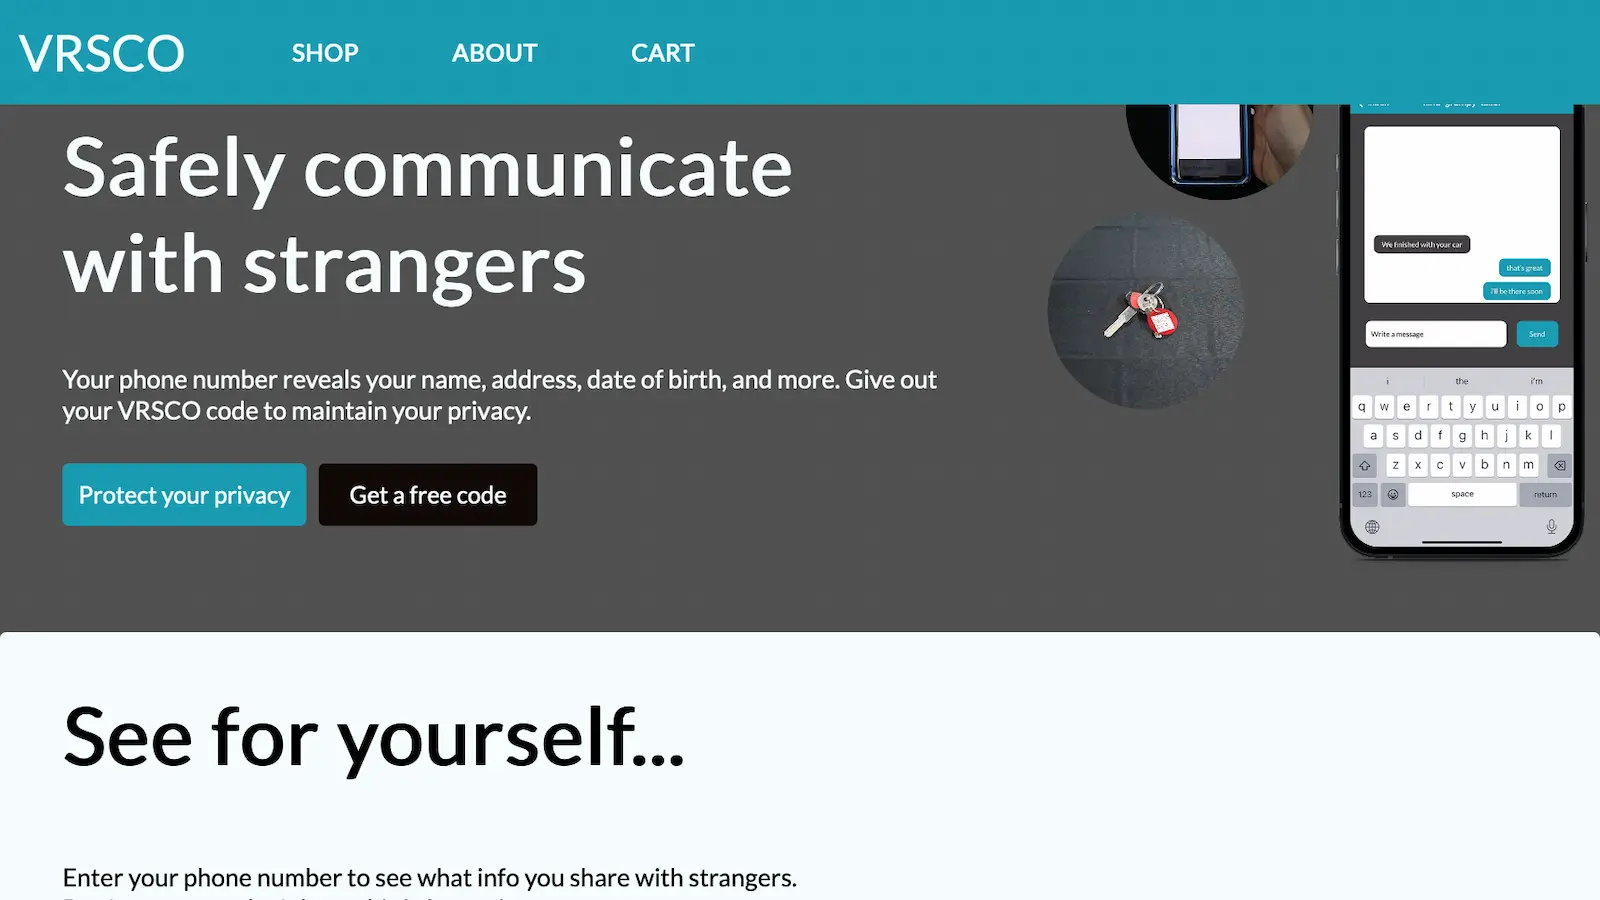 VRSCO
SHOP
ABOUT
CART
Safely communicate
with strangers
Your phone number reveals your name, address, date of birth, and more. Give out
your VRSCO code to maintain your privacy.
Protect your privacy
Get a free code
We finished with your car
that's great
i'll be there soon
Write a message
Send
i the i'm
q w e r t y u i o p
a s d f g h j k l
z x c v b n m
123 space return
See for yourself...
Enter your phone number to see what info you share with strangers.